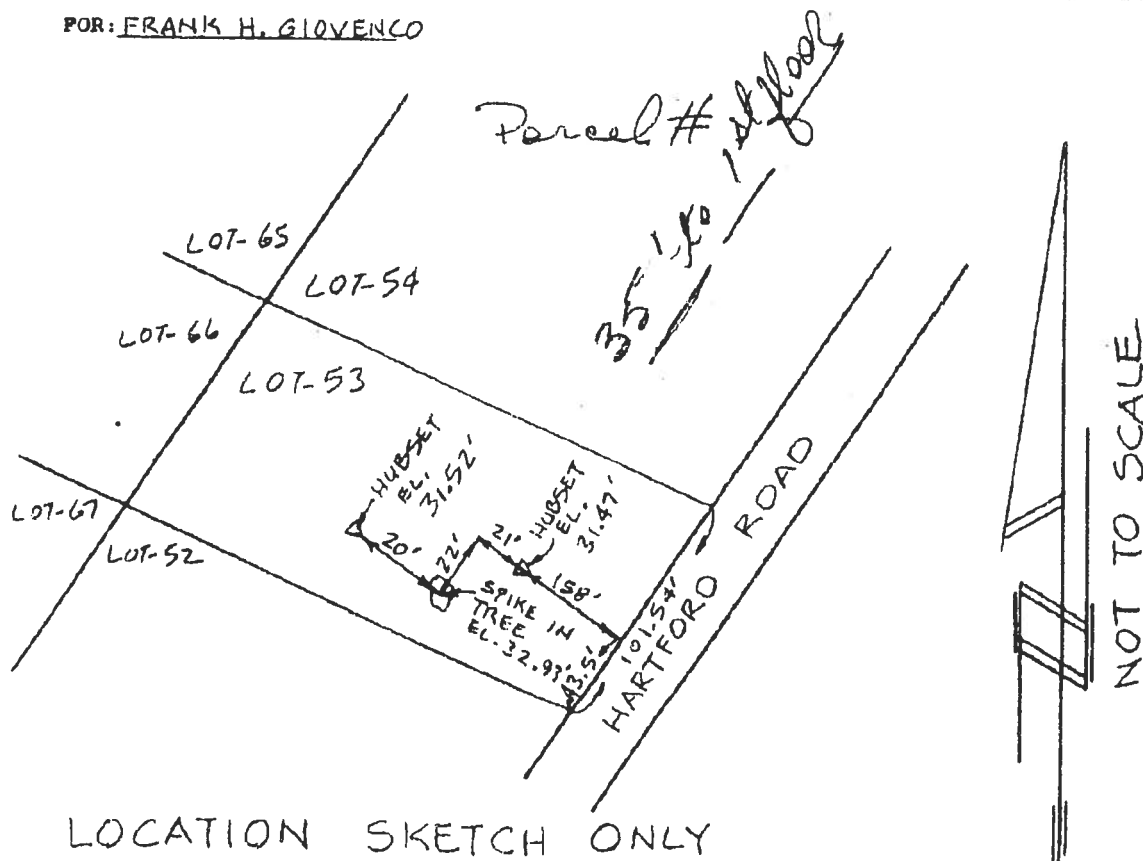 FOR: FRANK H. GIOVENCO
Parcel #
1st floor
LOT-65
LOT-54
LOT-66
LOT-53
HUBSET
EL.
31.52'
HUBSET
EL.
31.47'
LOT-67
LOT-52
20'
22'
21'
158'
SPIKE IN
TREE
EL. 32.93'
43.5'
101.54'
HARTFORD ROAD
NOT TO SCALE
LOCATION SKETCH ONLY